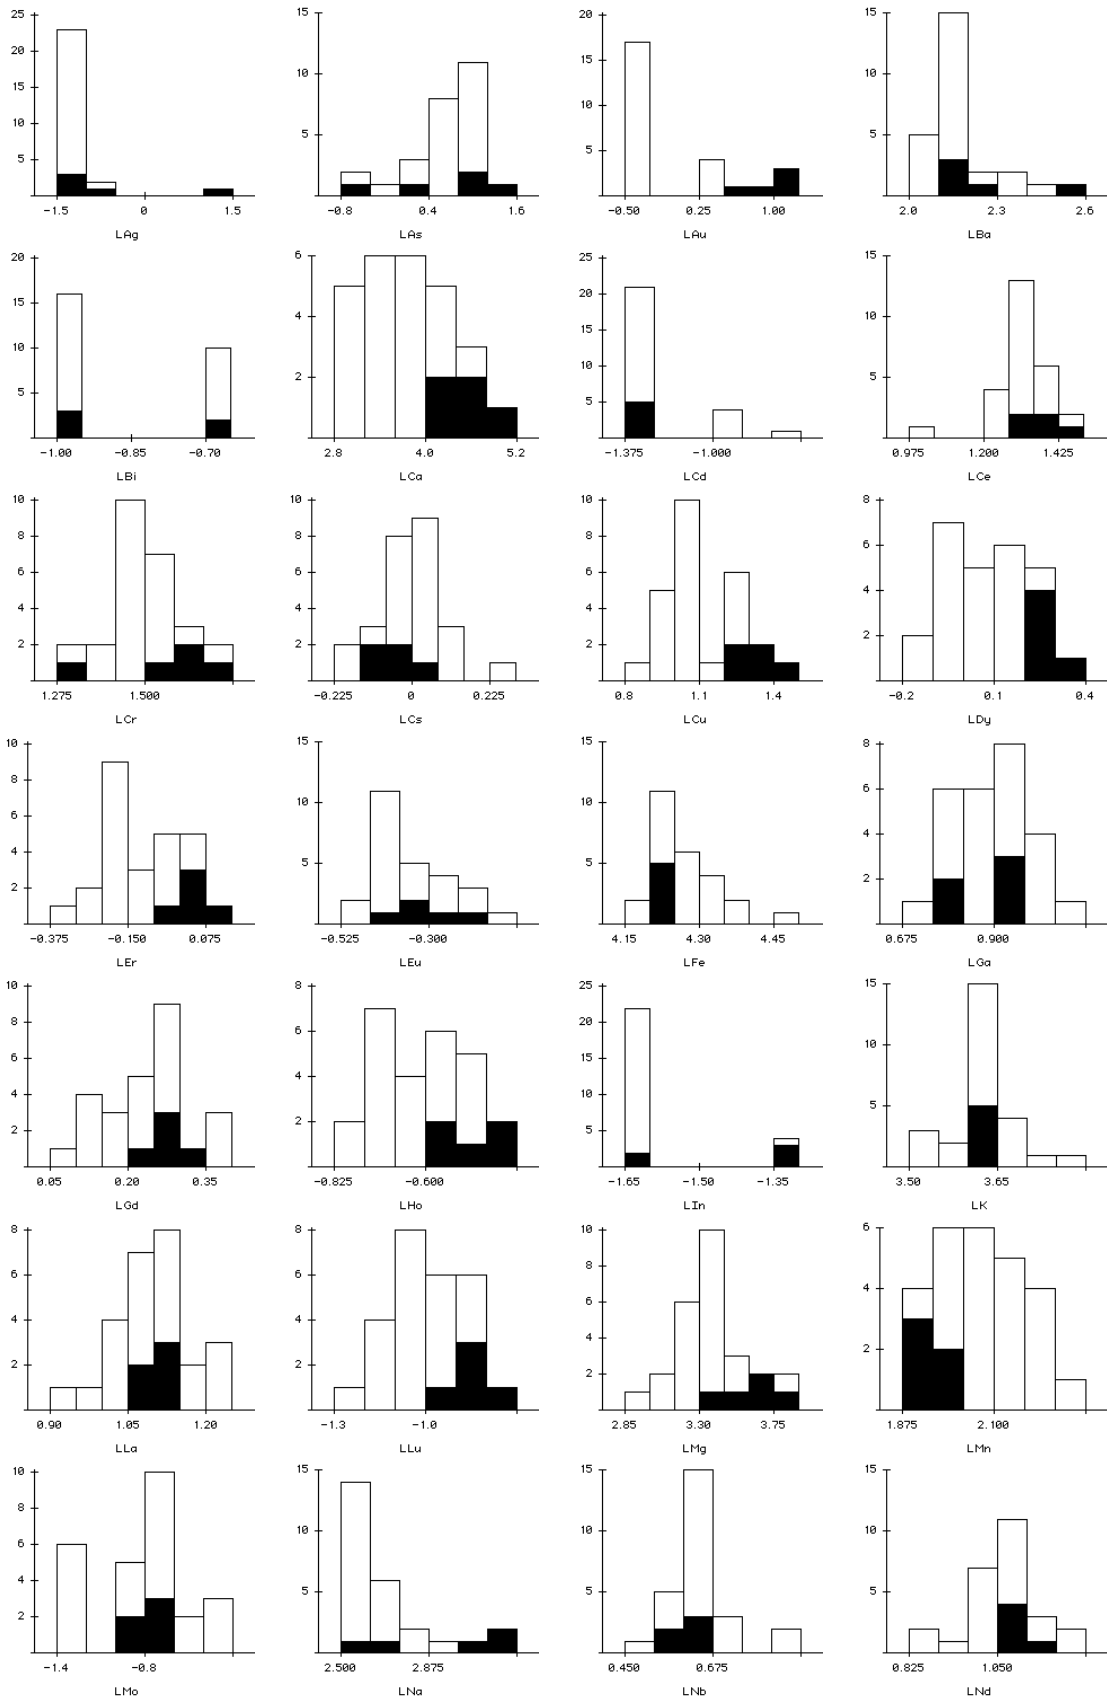 25 20 15 10 5 -1.5 0 1.5 LAg
15 10 5 -0.8 0.4 1.6 LAs
20 15 10 5 -0.50 0.25 1.00 LAu
15 10 5 2.0 2.3 2.6 LBa
20 15 10 5 -1.00 -0.85 -0.70 LBi
6 4 2 2.8 4.0 5.2 LCa
25 20 15 10 5 -1.375 -1.000 LCd
15 10 5 0.975 1.200 1.425 LCe
10 8 6 4 2 1.275 1.500 LCr
10 8 6 4 2 -0.225 0 0.225 LCs
10 8 6 4 2 0.8 1.1 1.4 LCu
8 6 4 2 -0.2 0.1 0.4 LDy
10 8 6 4 2 -0.375 -0.150 0.075 LEr
15 10 5 -0.525 -0.300 LEu
15 10 5 4.15 4.30 4.45 LFe
8 6 4 2 0.675 0.900 LGa
10 8 6 4 2 0.05 0.20 0.35 LGd
8 6 4 2 -0.825 -0.600 LHo
25 20 15 10 5 -1.65 -1.50 -1.35 LIn
15 10 5 3.50 3.65 LK
8 6 4 2 0.90 1.05 1.20 LLa
8 6 4 2 -1.3 -1.0 LLu
10 8 6 4 2 2.85 3.30 3.75 LMg
6 4 2 1.875 2.100 LMn
10 8 6 4 2 -1.4 -0.8 LMo
15 10 5 2.500 2.875 LNa
15 10 5 0.450 0.675 LNb
15 10 5 0.825 1.050 LNd